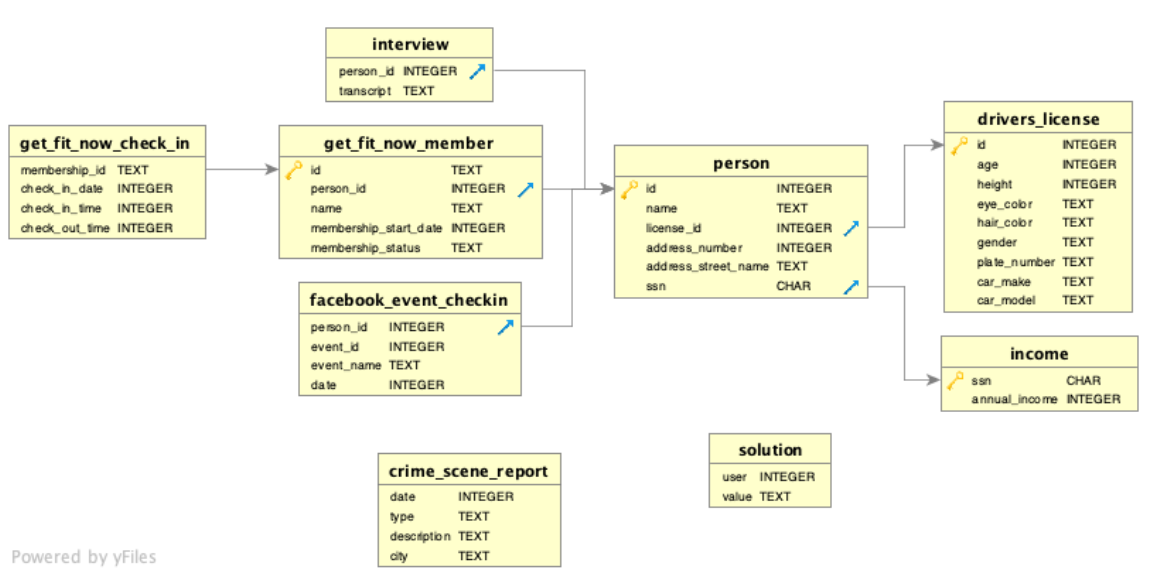 interview
person_id INTEGER
transcript TEXT
get_fit_now_check_in
membership_id TEXT
check_in_date INTEGER
check_in_time INTEGER
check_out_time INTEGER
get_fit_now_member
id TEXT
person_id INTEGER
name TEXT
membership_start_date INTEGER
membership_status TEXT
facebook_event_checkin
person_id INTEGER
event_id INTEGER
event_name TEXT
date INTEGER
person
id INTEGER
name TEXT
license_id INTEGER
address_number INTEGER
address_street_name TEXT
ssn CHAR
drivers_license
id INTEGER
age INTEGER
height INTEGER
eye_color TEXT
hair_color TEXT
gender TEXT
plate_number TEXT
car_make TEXT
car_model TEXT
income
ssn CHAR
annual_income INTEGER
crime_scene_report
date INTEGER
type TEXT
description TEXT
city TEXT
solution
user INTEGER
value TEXT
Powered by yFiles